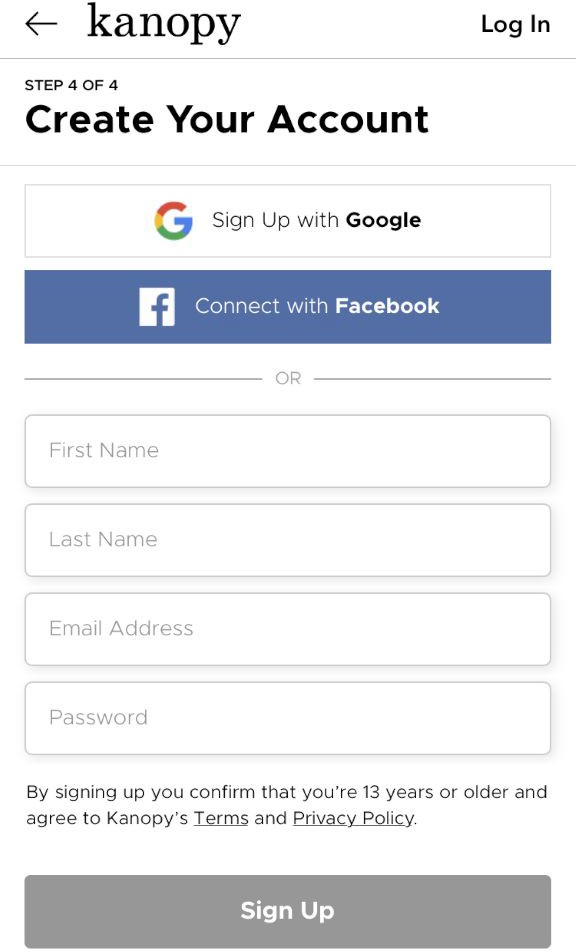 kanopy
Log In
STEP 4 OF 4
Create Your Account
Sign Up with Google
Connect with Facebook
OR
First Name
Last Name
Email Address
Password
By signing up you confirm that you’re 13 years or older and
agree to Kanopy’s Terms and Privacy Policy.
Sign Up